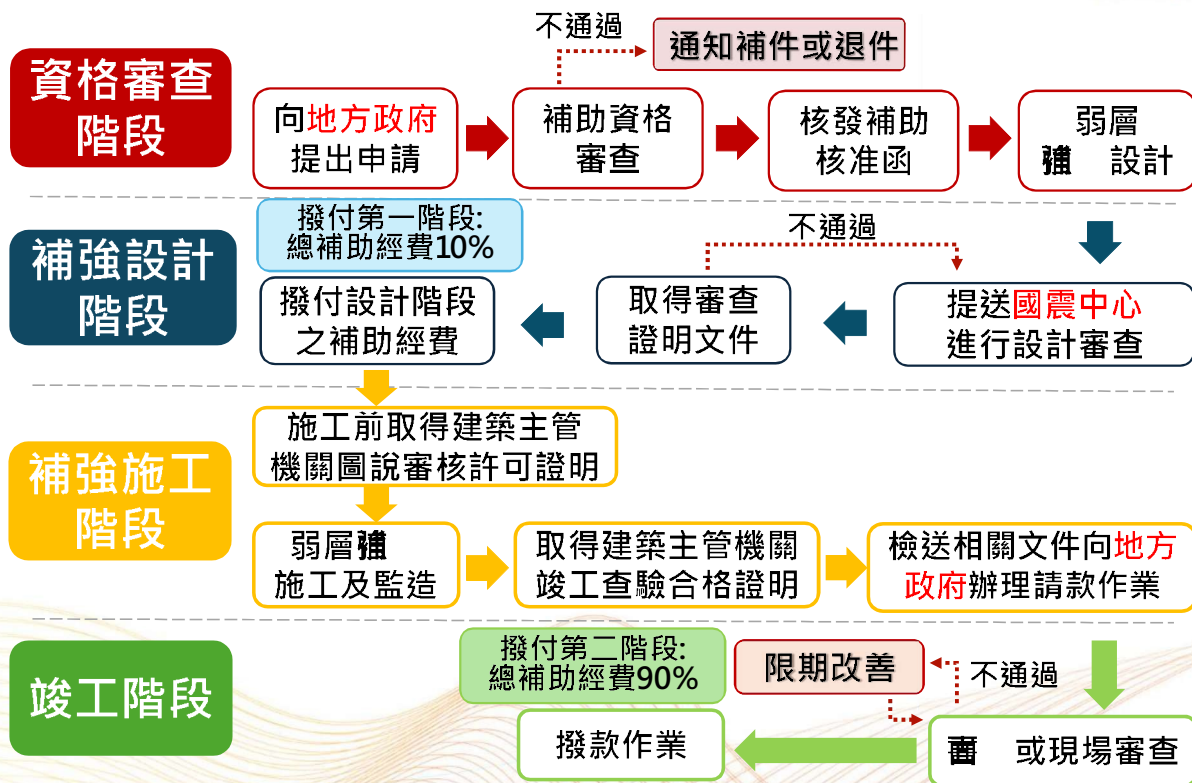 資格審查
階段
不通過
通知補件或退件
向地方政府
提出申請
補助資格
審查
核發補助
核准函
弱層
設計
補強設計
階段
撥付第一階段:
總補助經費10%
不通過
撥付設計階段
之補助經費
取得審查
證明文件
提送國震中心
進行設計審查
補強施工
階段
施工前取得建築主管
機關圖說審核許可證明
弱層
施工及監造
取得建築主管機關
竣工查驗合格證明
檢送相關文件向地方
政府辦理請款作業
竣工階段
撥付第二階段:
總補助經費90%
限期改善
不通過
撥款作業
或現場審查